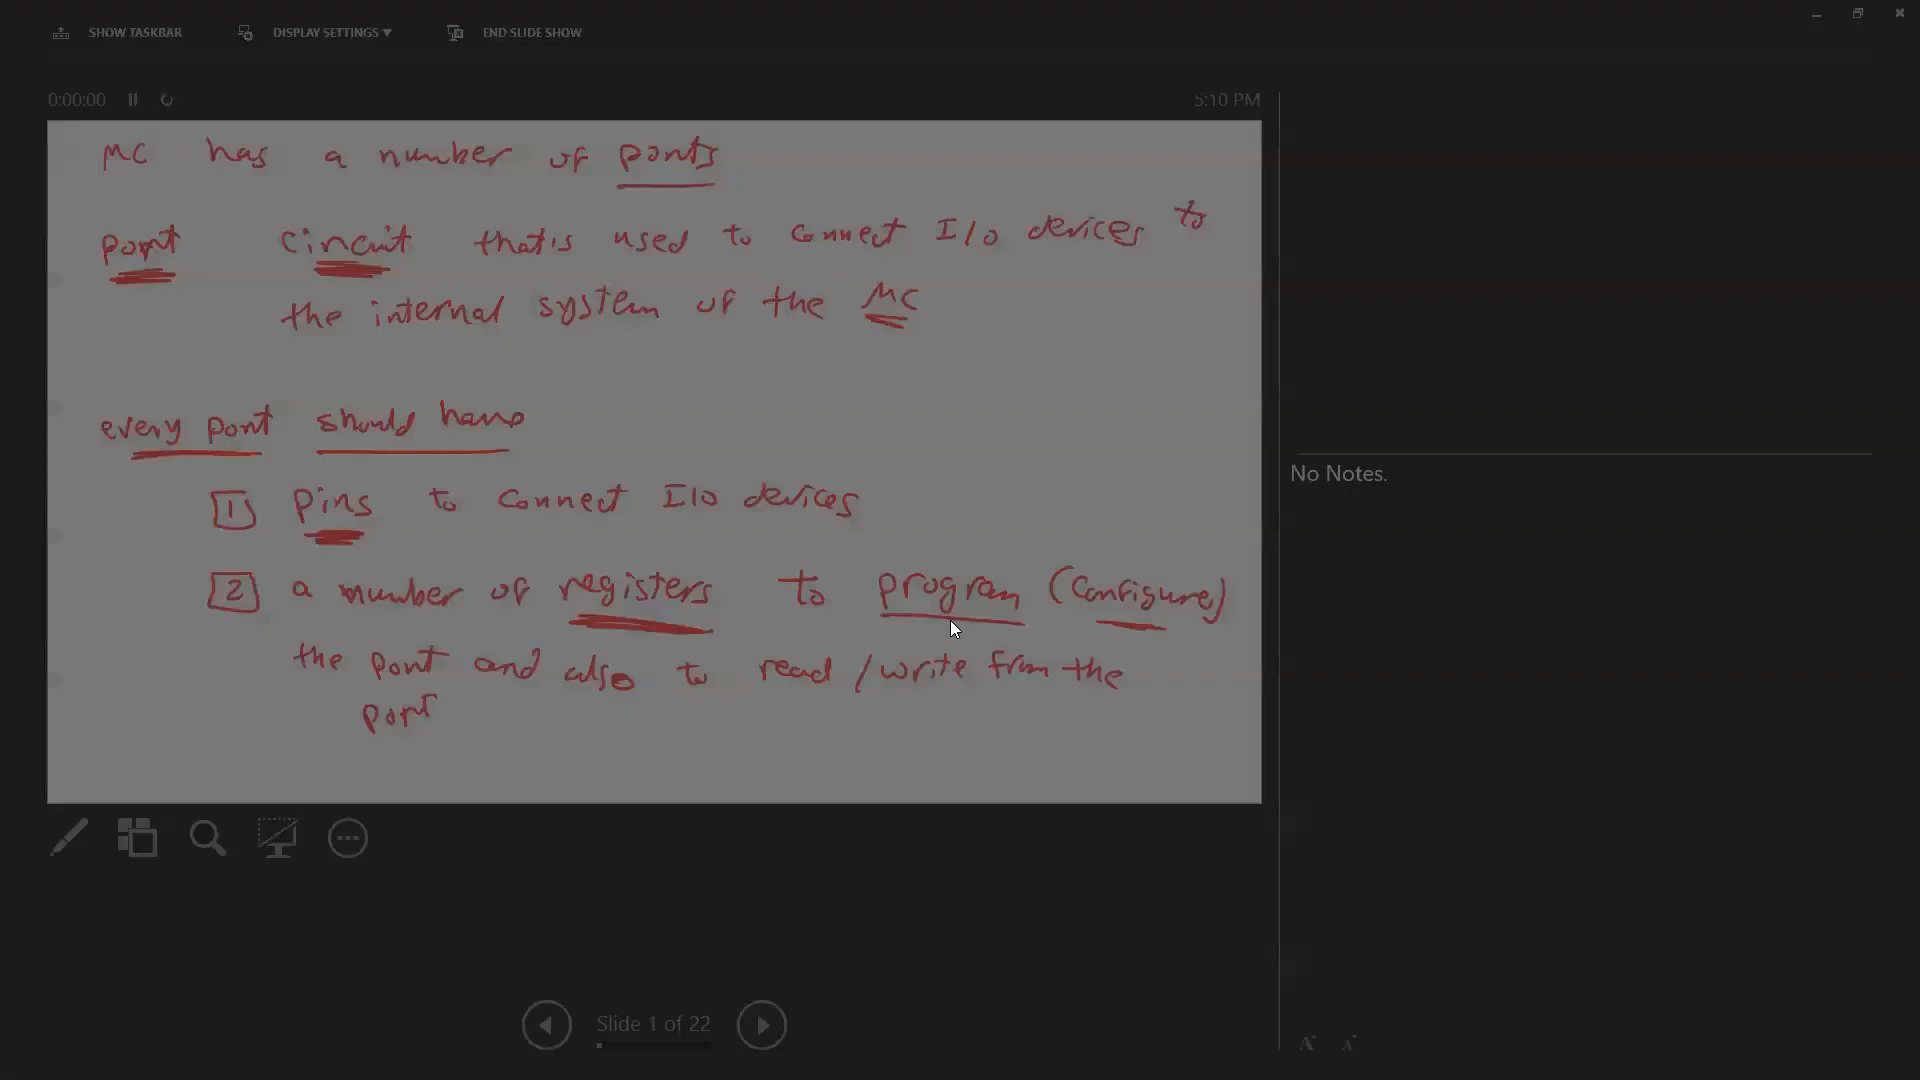 SHOW TASKBAR DISPLAY SETTINGS ▼ END SLIDE SHOW
0:00:00 5:10 PM
MC has a number of ports
port circuit that's used to connect I/O devices to
the internal system of the MC
every port should have
1 pins to connect I/O devices
2 a number of registers to program (configure)
the port and also to read / write from the
port
No Notes.
Slide 1 of 22
A A